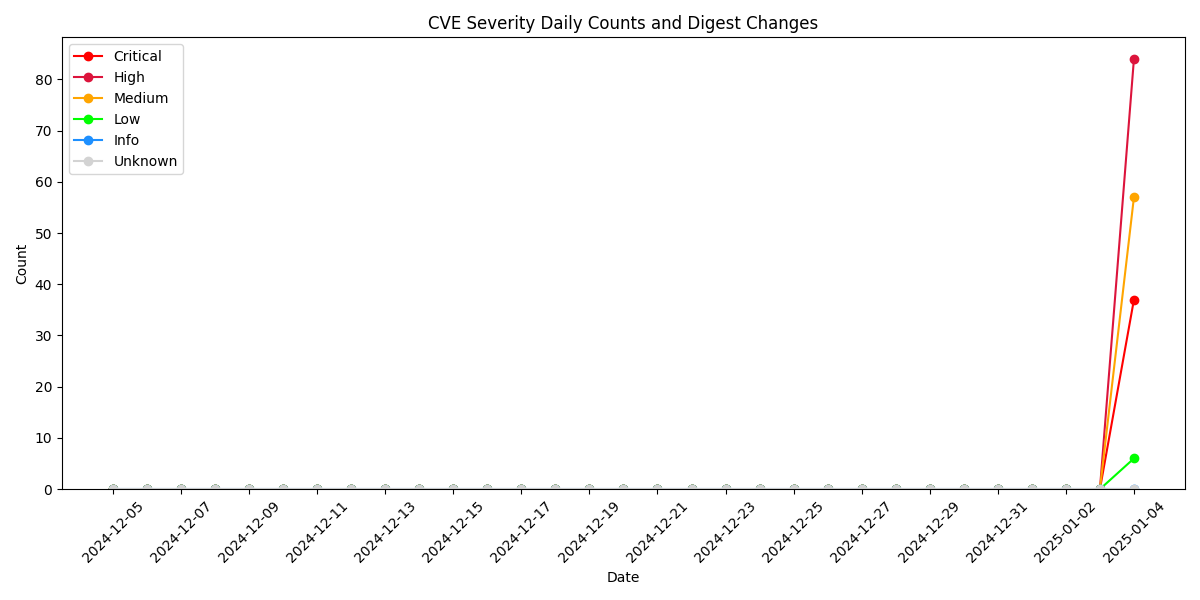 CVE Severity Daily Counts and Digest Changes
Critical
High
Medium
Low
Info
Unknown
Count
80
70
60
50
40
30
20
10
0
2024-12-05
2024-12-07
2024-12-09
2024-12-11
2024-12-13
2024-12-15
2024-12-17
2024-12-19
2024-12-21
2024-12-23
2024-12-25
2024-12-27
2024-12-29
2024-12-31
2025-01-02
2025-01-04
Date